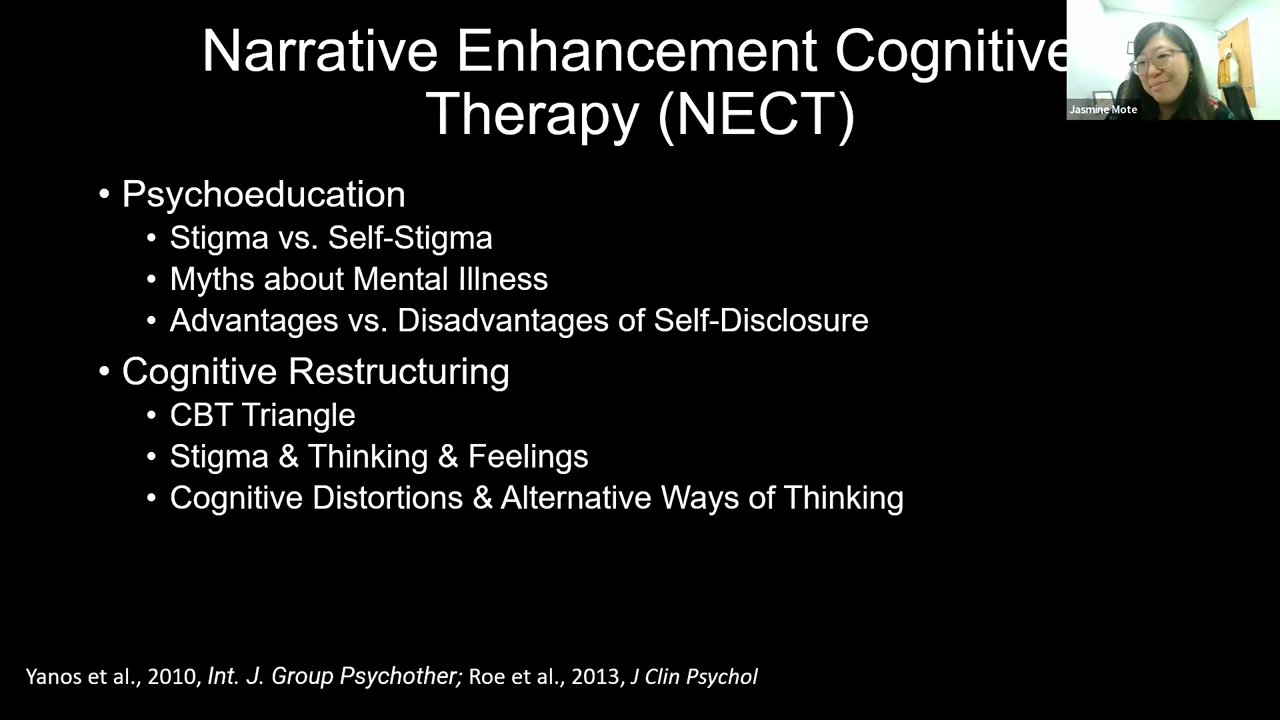 Narrative Enhancement Cognitive
Therapy (NECT)
Jasmine Mote
• Psychoeducation
• Stigma vs. Self-Stigma
• Myths about Mental Illness
• Advantages vs. Disadvantages of Self-Disclosure
• Cognitive Restructuring
• CBT Triangle
• Stigma & Thinking & Feelings
• Cognitive Distortions & Alternative Ways of Thinking
Yanos et al., 2010, Int. J. Group Psychother; Roe et al., 2013, J Clin Psychol